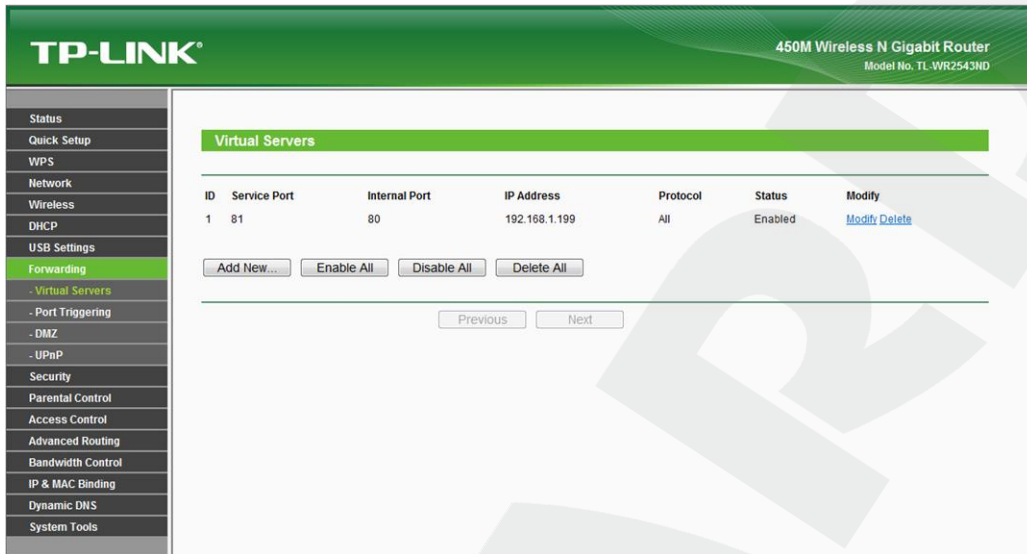 TP-LINK®
450M Wireless N Gigabit Router
Model No. TL-WR2543ND
Status
Quick Setup
WPS
Network
Wireless
DHCP
USB Settings
Forwarding
- Virtual Servers
- Port Triggering
- DMZ
- UPnP
Security
Parental Control
Access Control
Advanced Routing
Bandwidth Control
IP & MAC Binding
Dynamic DNS
System Tools
Virtual Servers
ID Service Port Internal Port IP Address Protocol Status Modify
1 81 80 192.168.1.199 All Enabled Modify Delete
Add New... Enable All Disable All Delete All
Previous Next